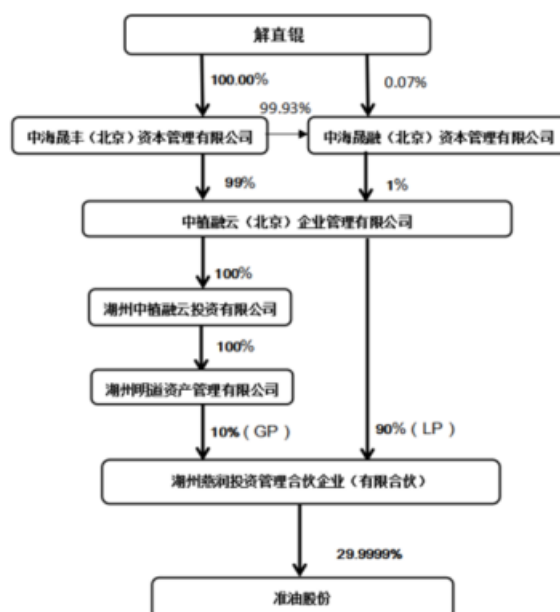 解直锟
100.00%
0.07%
99.93%
中海晟丰（北京）资本管理有限公司
中海晟融（北京）资本管理有限公司
99%
1%
中植融云（北京）企业管理有限公司
100%
湖州中植融云投资有限公司
100%
湖州明道资产管理有限公司
10%（GP）
90%（LP）
湖州燕润投资管理合伙企业（有限合伙）
29.9999%
准油股份